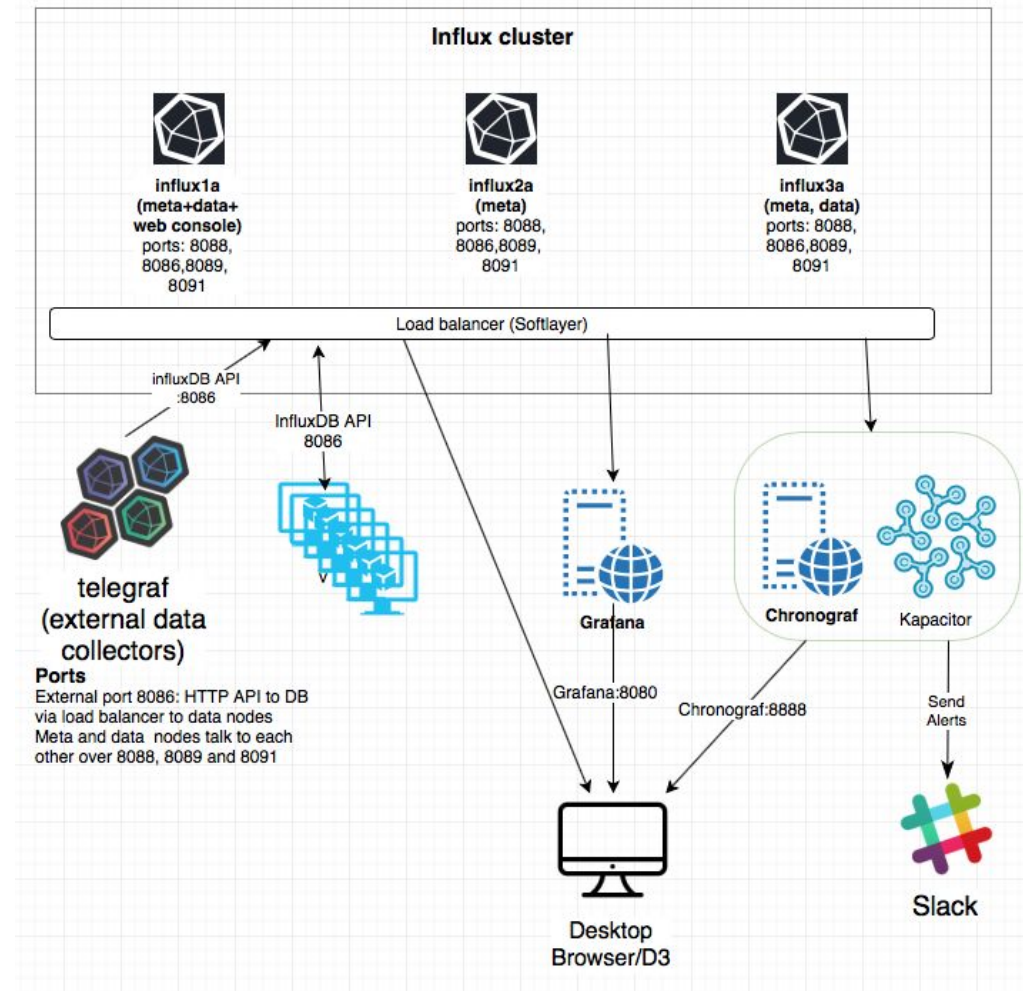 Influx cluster
influx1a
(meta+data+
web console)
ports: 8088,
8086,8089,
8091
influx2a
(meta)
ports: 8088,
8086,8089,
8091
influx3a
(meta, data)
ports: 8088,
8086,8089,
8091
Load balancer (Softlayer)
influxDB API
:8086
InfluxDB API
8086
telegraf
(external data
collectors)
V
Grafana
Chronograf
Kapacitor
Ports
External port 8086: HTTP API to DB
via load balancer to data nodes
Meta and data nodes talk to each
other over 8088, 8089 and 8091
Grafana:8080
Chronograf:8888
Send
Alerts
Desktop
Browser/D3
Slack